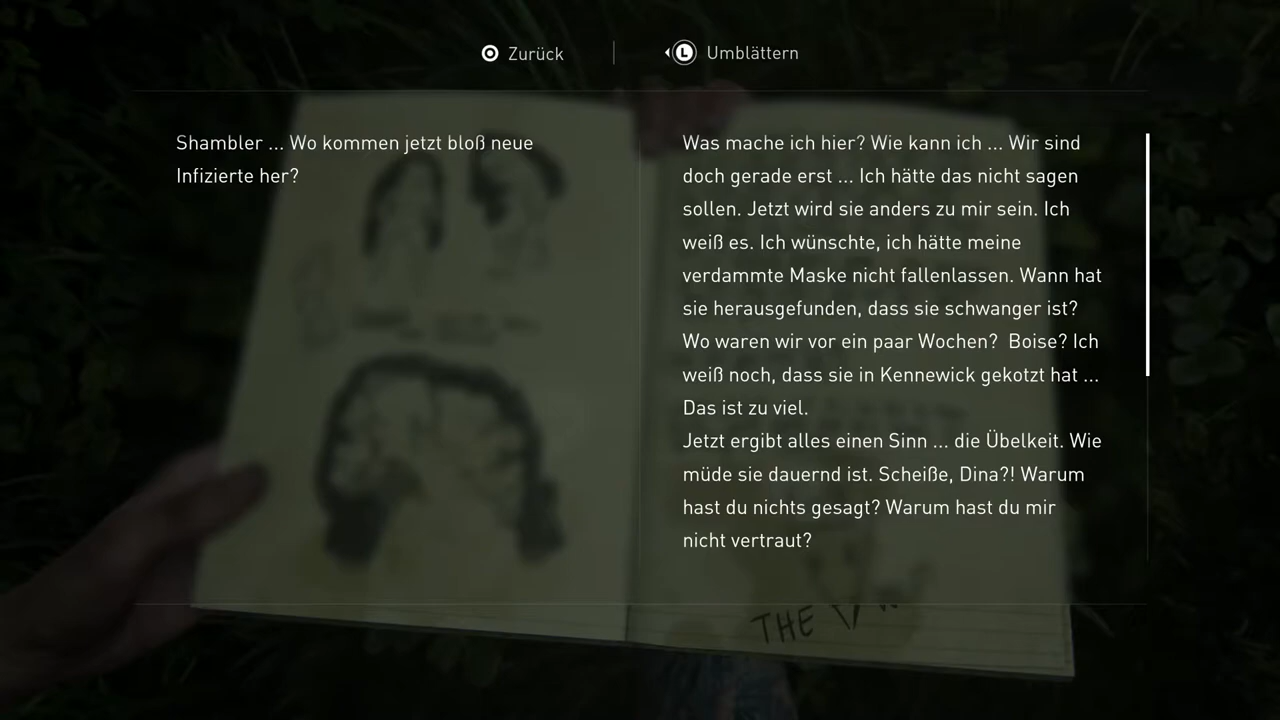 Zurück
Umblättern
Shambler ... Wo kommen jetzt bloß neue
Infizierte her?
Was mache ich hier? Wie kann ich ... Wir sind
doch gerade erst ... Ich hätte das nicht sagen
sollen. Jetzt wird sie anders zu mir sein. Ich
weiß es. Ich wünschte, ich hätte meine
verdammte Maske nicht fallenlassen. Wann hat
sie herausgefunden, dass sie schwanger ist?
Wo waren wir vor ein paar Wochen?  Boise? Ich
weiß noch, dass sie in Kennewick gekotzt hat ...
Das ist zu viel.
Jetzt ergibt alles einen Sinn ... die Übelkeit. Wie
müde sie dauernd ist. Scheiße, Dina?! Warum
hast du nichts gesagt? Warum hast du mir
nicht vertraut?
THE